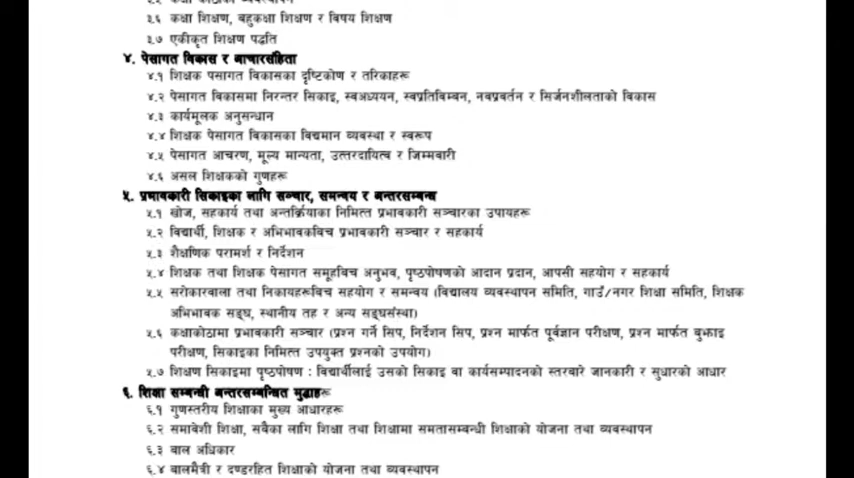 ३.५ कक्षा कोठाको व्यवस्थापन
३.६ कक्षा शिक्षण, बहुकक्षा शिक्षण र विषय शिक्षण
३.७ एकीकृत शिक्षण पद्धति
४. पेसागत विकास र आचारसंहिता
४.१ शिक्षक पसागत विकासका दृष्टिकोण र तरिकाहरू
४.२ पेसागत विकासमा निरन्तर सिकाइ, स्वअध्ययन, स्वप्रतिविम्बन, नवप्रवर्तन र सिर्जनशीलताको विकास
४.३ कार्यमूलक अनुसन्धान
४.४ शिक्षक पेसागत विकासका विद्यमान व्यवस्था र स्वरूप
४.५ पेसागत आचरण, मूल्य मान्यता, उत्तरदायित्व र जिम्मवारी
४.६ असल शिक्षकको गुणहरू
५. प्रभावकारी सिकाइका लागि सञ्चार, समन्वय र अन्तरसम्बन्ध
५.१ खोज, सहकार्य तथा अन्तर्क्रियाका निमित्त प्रभावकारी सञ्चारका उपायहरू
५.२ विद्यार्थी, शिक्षक र अभिभावकबिच प्रभावकारी सञ्चार र सहकार्य
५.३ शैक्षणिक परामर्श र निर्देशन
५.४ शिक्षक तथा शिक्षक पेसागत समूहबिच अनुभव, पृष्ठपोषणको आदान प्रदान, आपसी सहयोग र सहकार्य
५.५ सरोकारवाला तथा निकायहरूबिच सहयोग र समन्वय (विद्यालय व्यवस्थापन समिति, गाउँ/नगर शिक्षा समिति, शिक्षक
अभिभावक सङ्घ, स्थानीय तह र अन्य सङ्घसंस्था)
५.६ कक्षाकोठामा प्रभावकारी सञ्चार (प्रश्न गर्ने सिप, निर्देशन सिप, प्रश्न मार्फत पूर्वज्ञान परीक्षण, प्रश्न मार्फत बुझाइ
परीक्षण, सिकाइका निमित्त उपयुक्त प्रश्नको उपयोग)
५.७ शिक्षण सिकाइमा पृष्ठपोषण : विद्यार्थीलाई उसको सिकाइ वा कार्यसम्पादनको स्तरबारे जानकारी र सुधारको आधार
६. शिक्षा सम्बन्धी अन्तरसम्बन्धित मुद्दाहरू
६.१ गुणस्तरीय शिक्षाका मुख्य आधारहरू
६.२ समावेशी शिक्षा, सबैका लागि शिक्षा तथा शिक्षामा समतासम्बन्धी शिक्षाको योजना तथा व्यवस्थापन
६.३ बाल अधिकार
६.४ बालमैत्री र दण्डरहित शिक्षाको योजना तथा व्यवस्थापन